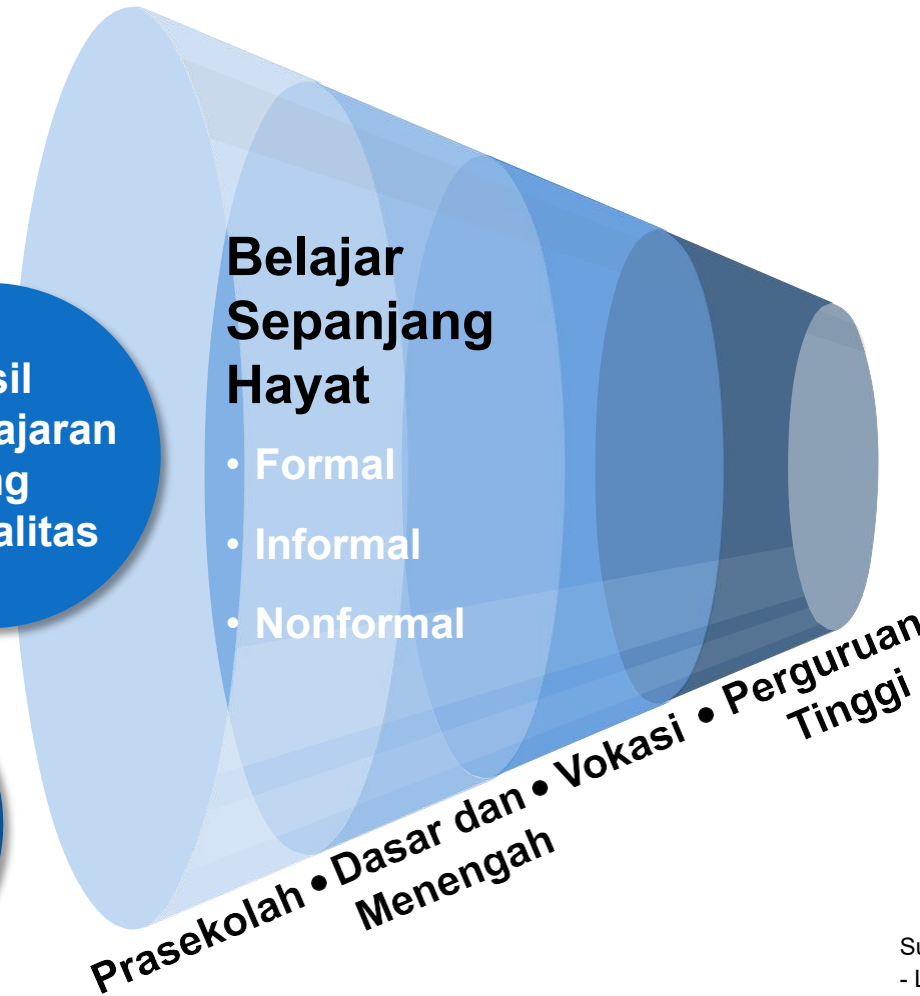 Belajar
Sepanjang
Hayat
• Formal
• Informal
• Nonformal
Prasekolah • Dasar dan • Vokasi • Perguruan
Menengah
Tinggi